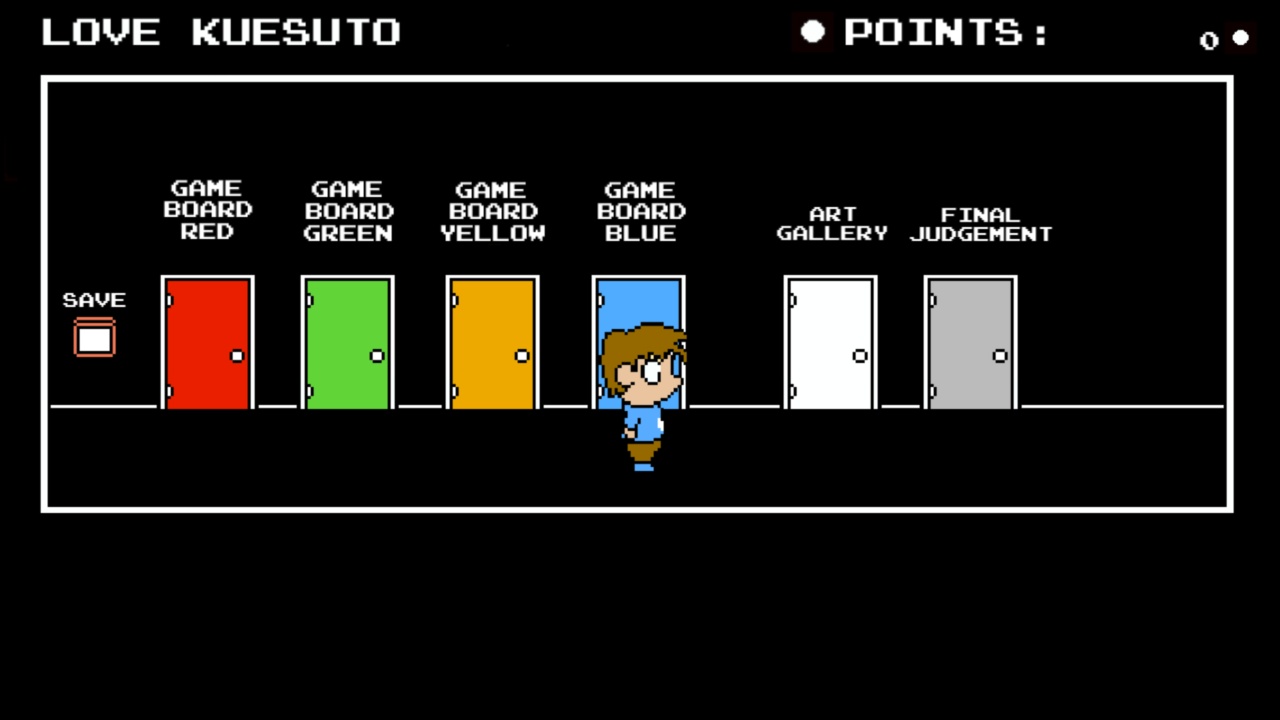 LOVE KUESUTO
POINTS: 0
GAME
BOARD
RED
GAME
BOARD
GREEN
GAME
BOARD
YELLOW
GAME
BOARD
BLUE
ART
GALLERY
FINAL
JUDGEMENT
SAVE